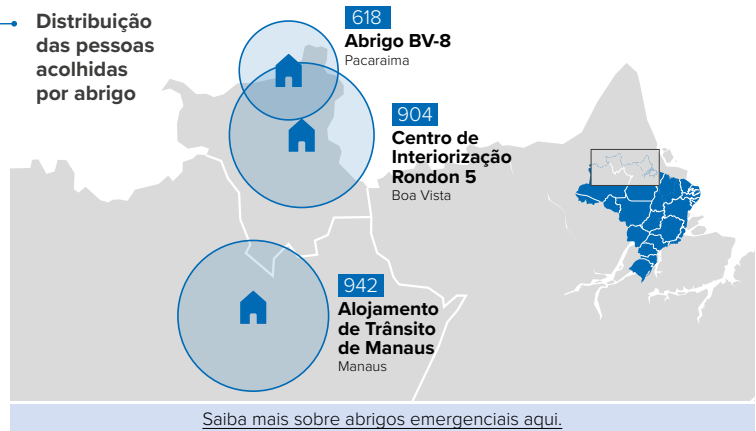 Distribuição
das pessoas
acolhidas
por abrigo
618
Abrigo BV-8
Pacaraima
904
Centro de
Interiorização
Rondon 5
Boa Vista
942
Alojamento
de Trânsito
de Manaus
Manaus
Saiba mais sobre abrigos emergenciais aqui.